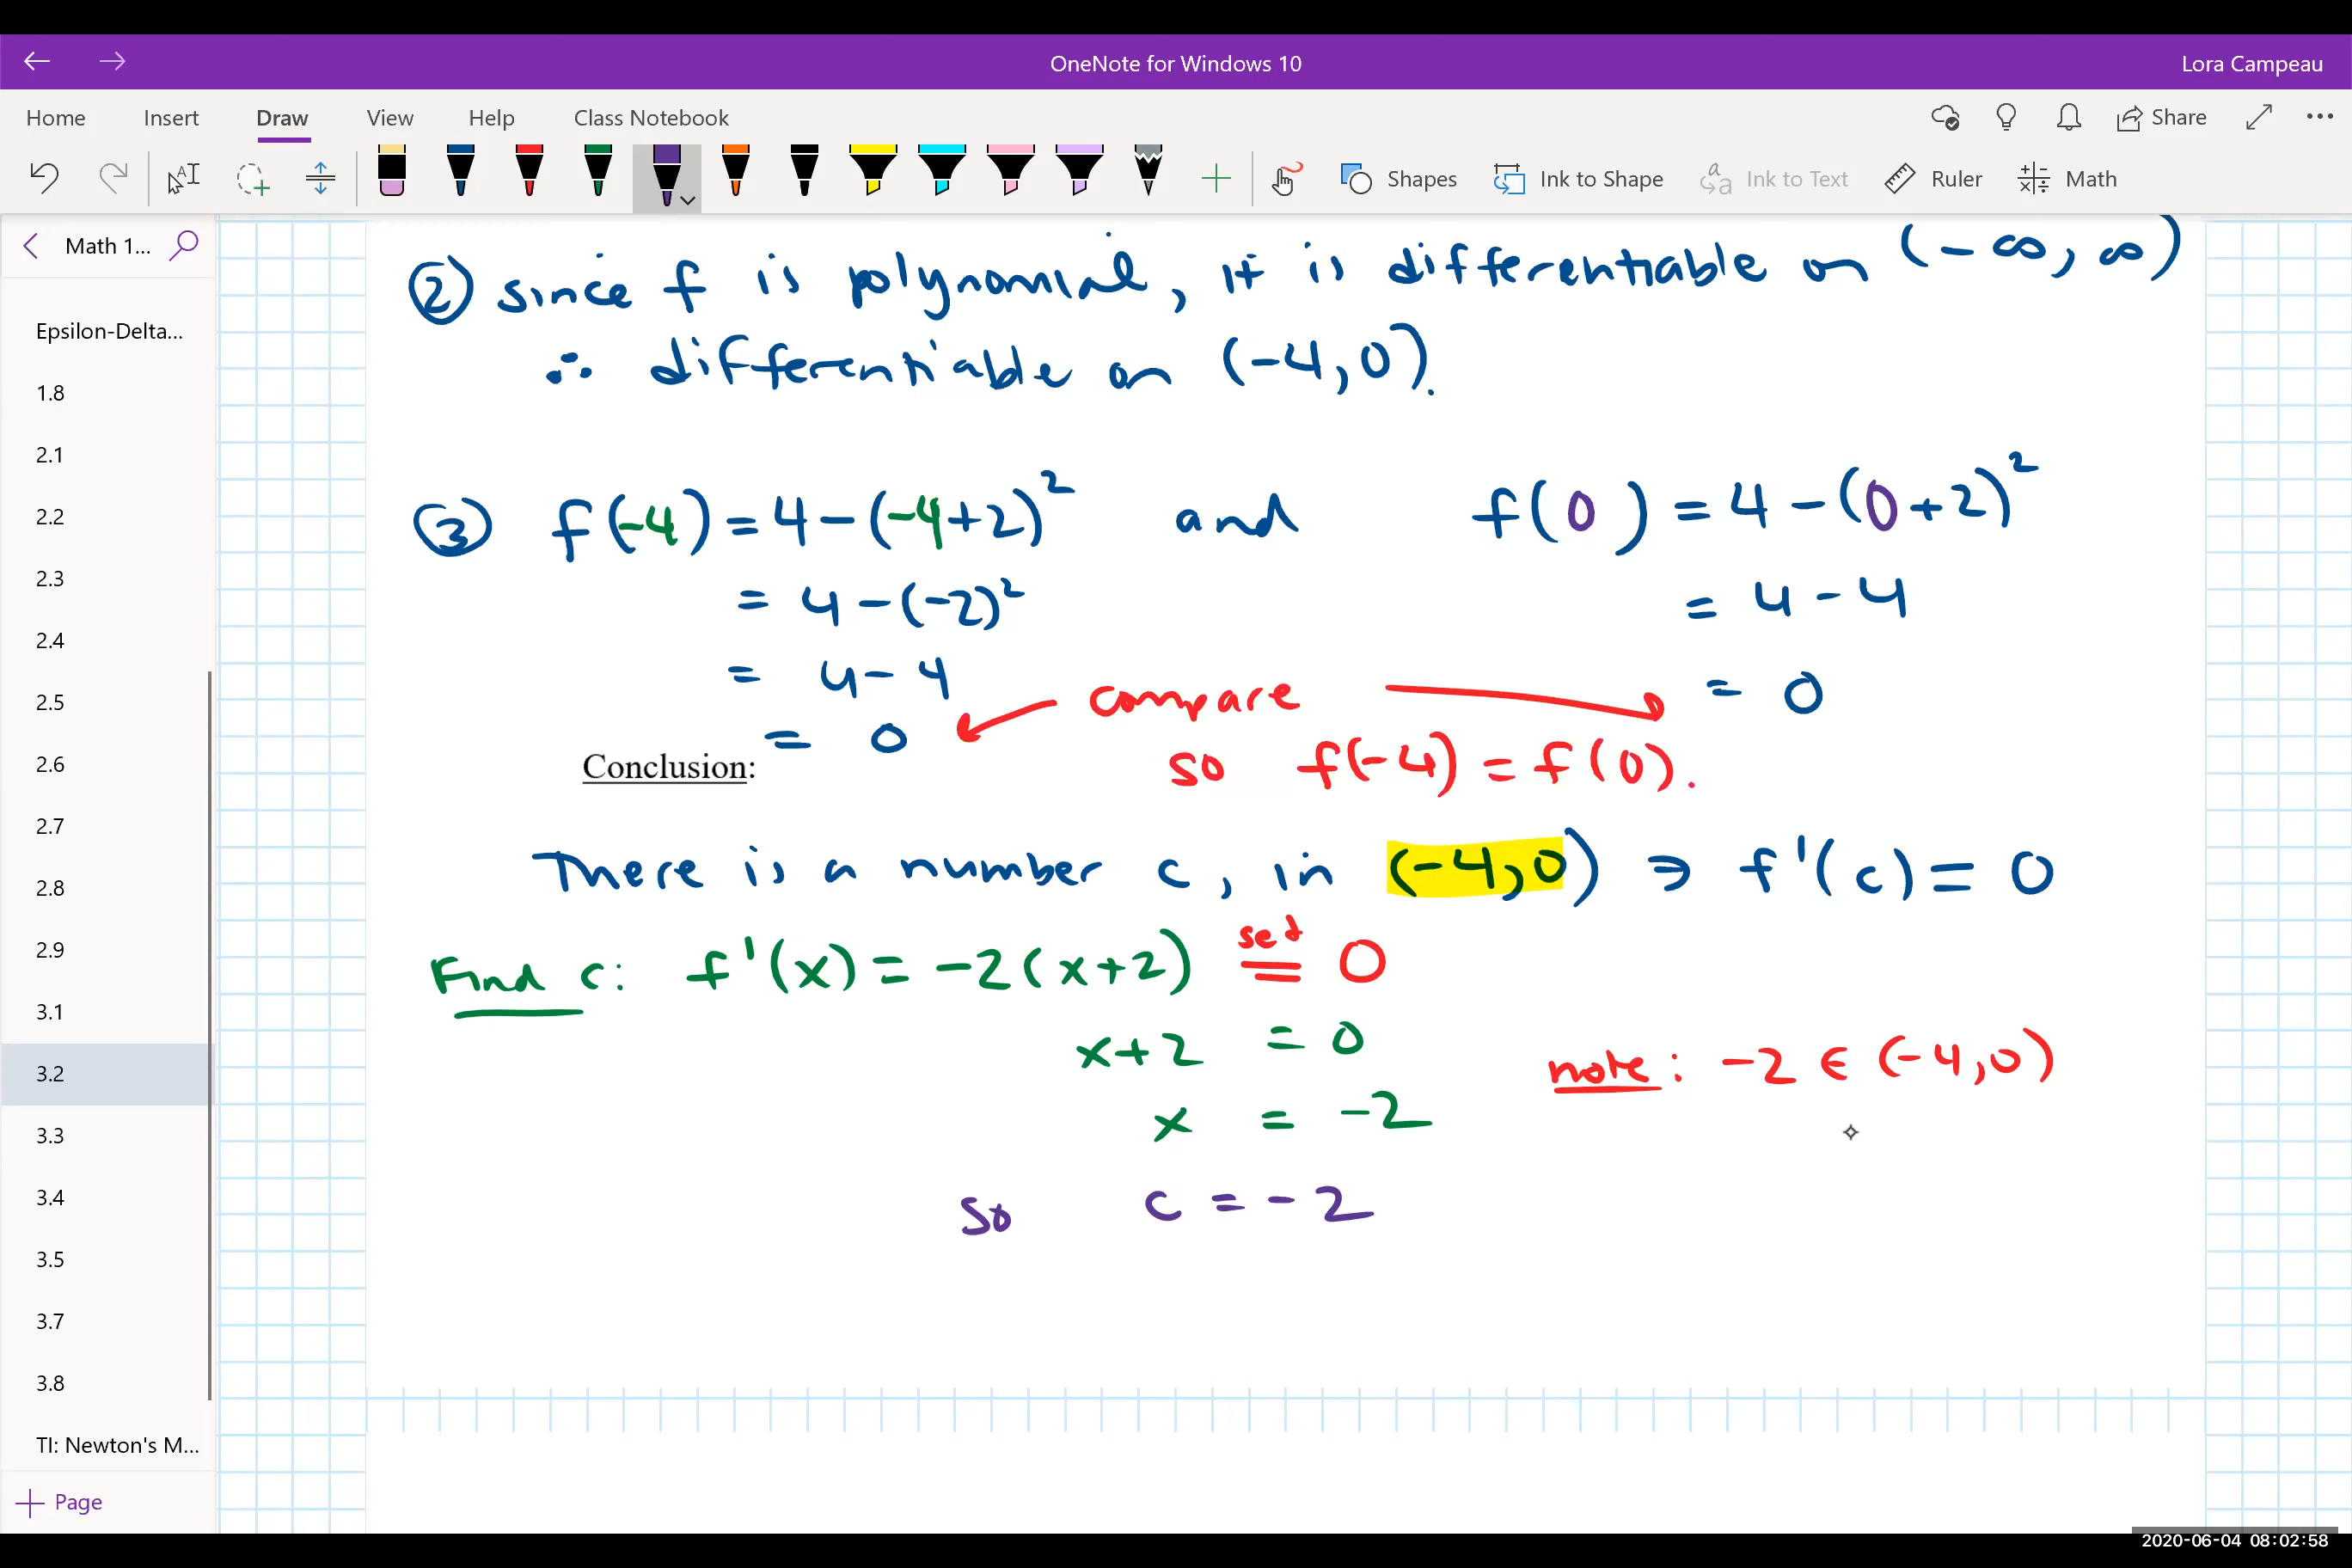 OneNote for Windows 10
Lora Campeau
Home Insert Draw View Help Class Notebook
Share
Shapes Ink to Shape Ink to Text Ruler Math
Math 1...
Epsilon-Delta...
1.8
2.1
2.2
2.3
2.4
2.5
2.6
2.7
2.8
2.9
3.1
3.2
3.3
3.4
3.5
3.7
3.8
TI: Newton's M...
Page
② since f is polynomial, it is differentiable on (-∞, ∞)
∴ differentiable on (-4,0).
③ f(-4) = 4-(-4+2)² and f(0) = 4-(0+2)²
= 4-(-2)² = 4-4
= 4-4 = 0
= 0 compare
Conclusion: so f(-4) = f(0).
There is a number c, in (-4,0) ∋ f'(c) = 0
Find c: f'(x) = -2(x+2) set = 0
x+2 = 0 note: -2 ∈ (-4,0)
x = -2
so c = -2
2020-06-04 08:02:58